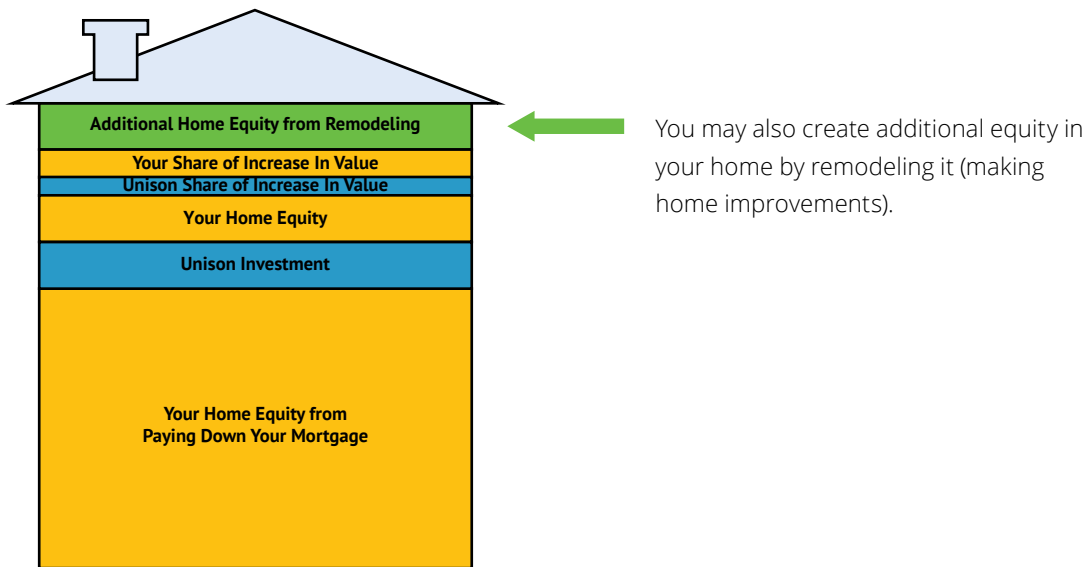 Additional Home Equity from Remodeling
Your Share of Increase In Value
Unison Share of Increase In Value
Your Home Equity
Unison Investment
Your Home Equity from
Paying Down Your Mortgage
You may also create additional equity in
your home by remodeling it (making
home improvements).